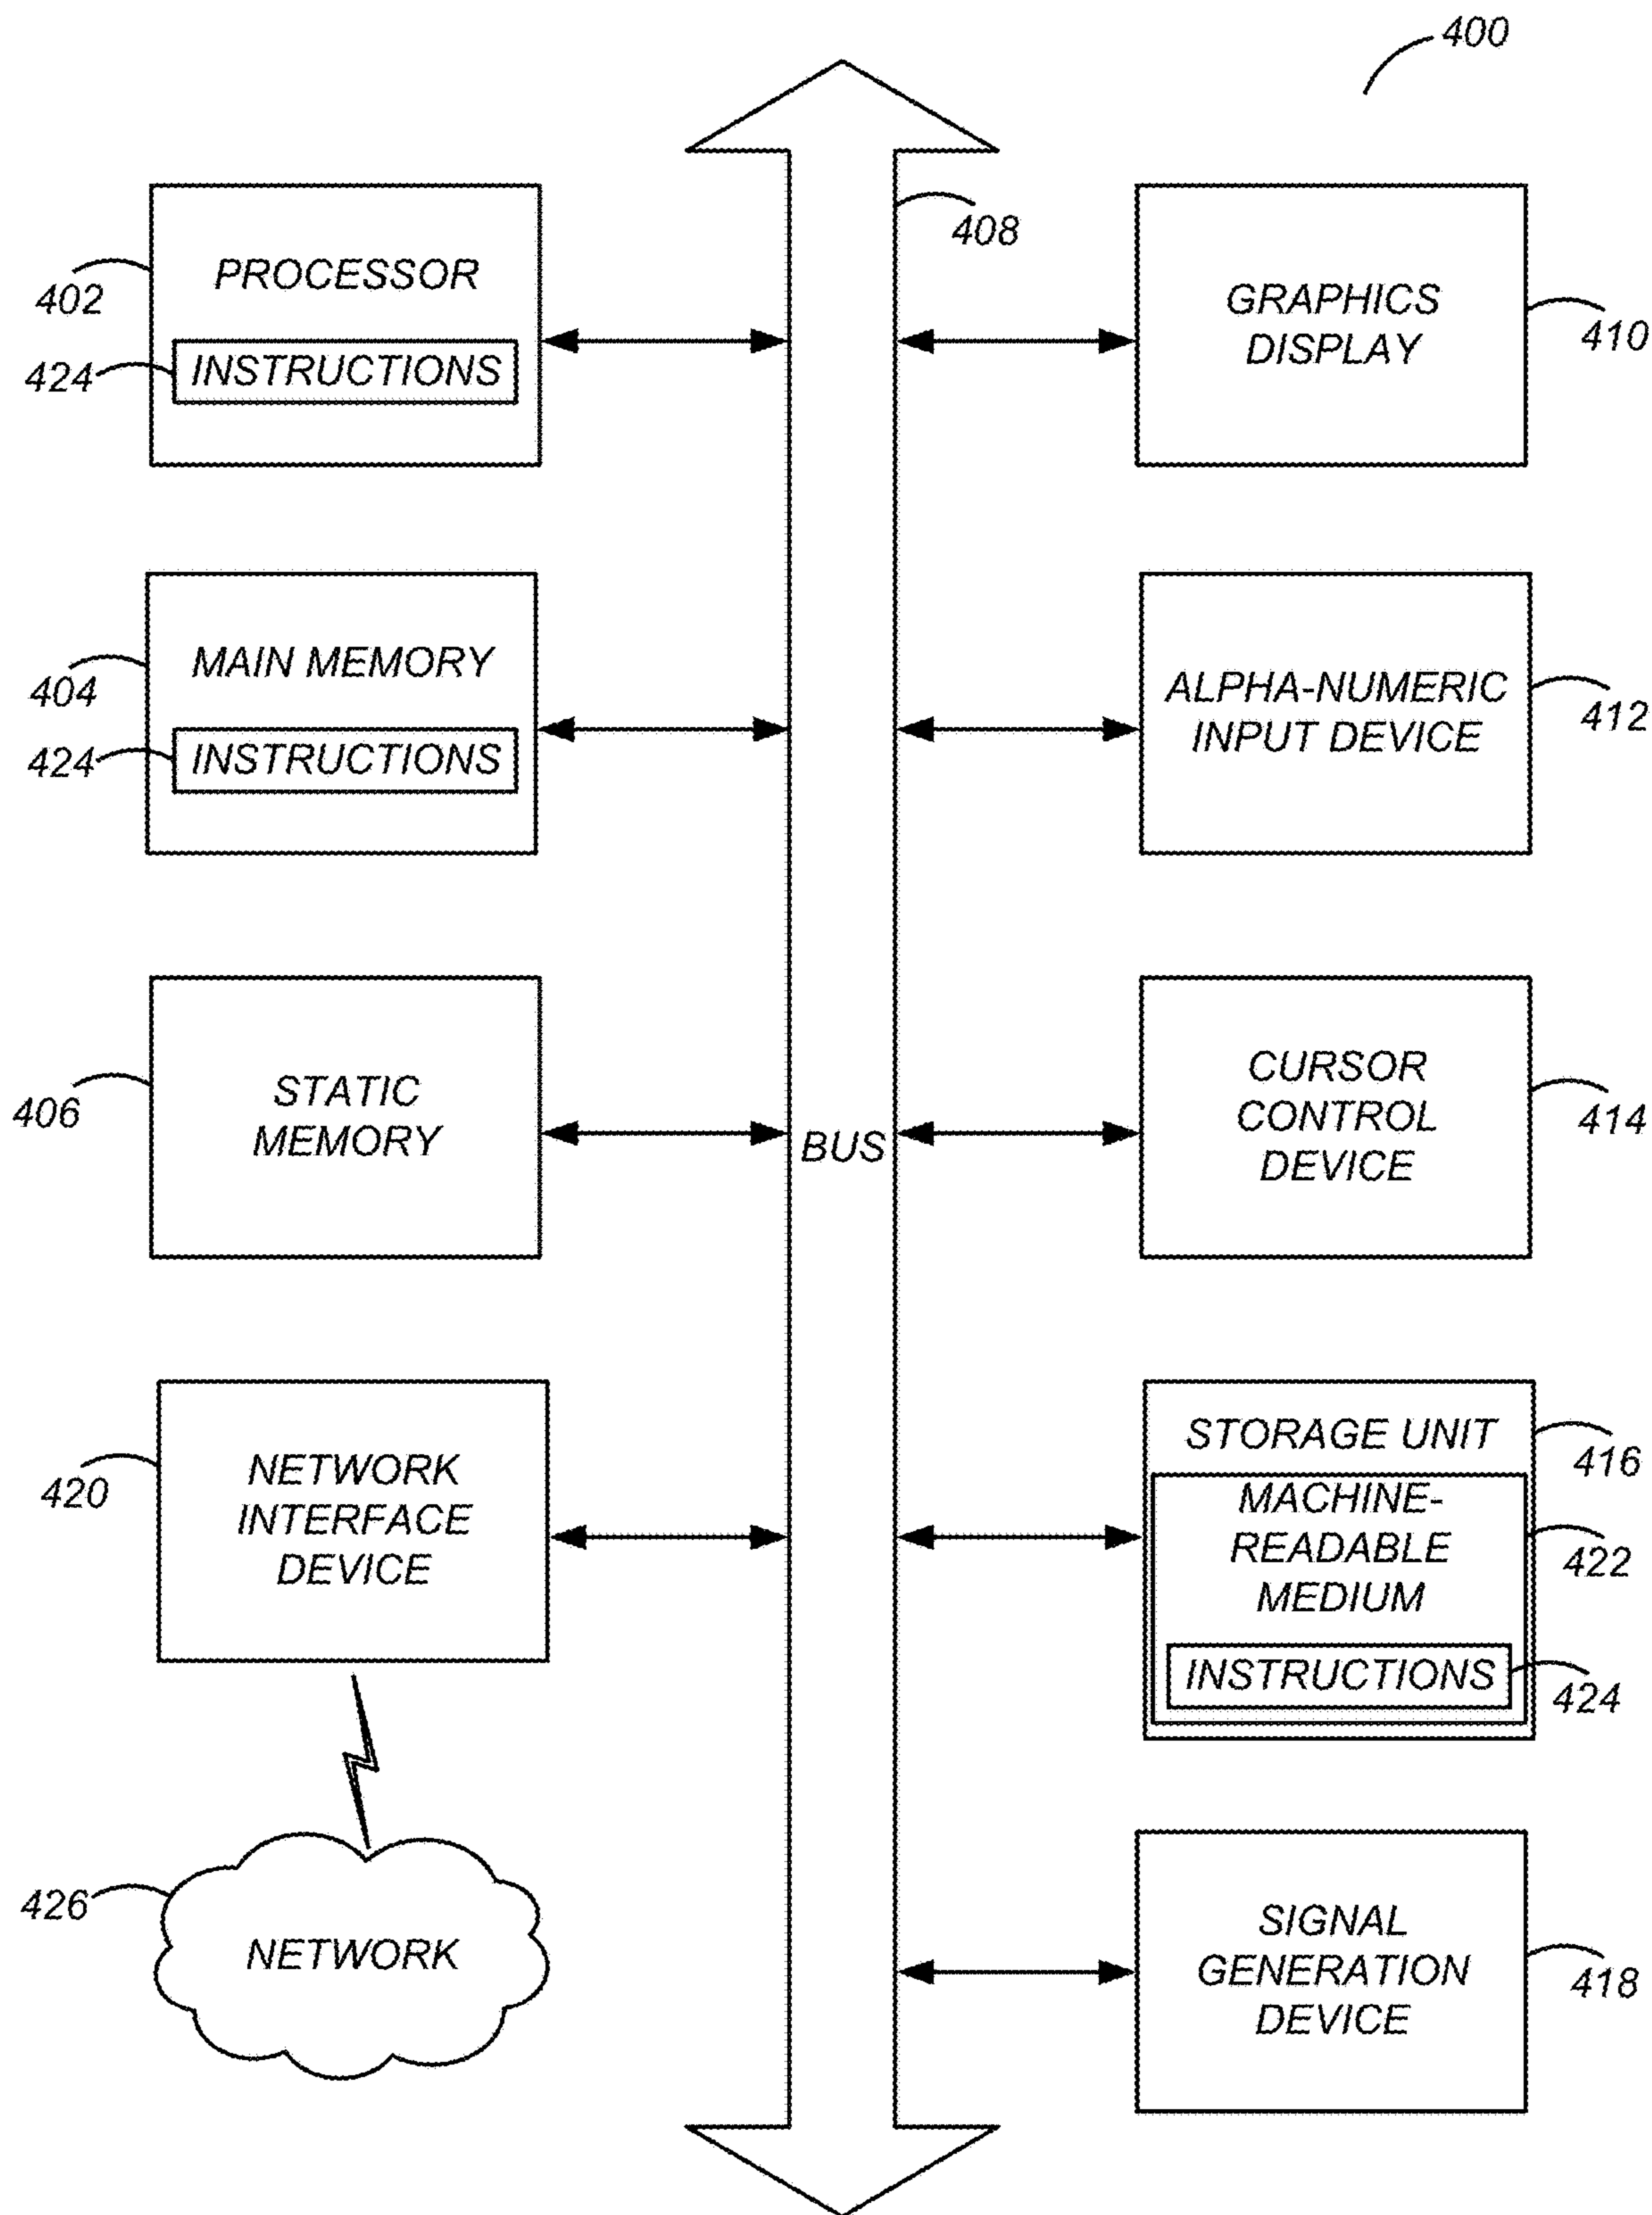 400
408
PROCESSOR
402
INSTRUCTIONS
424
GRAPHICS
DISPLAY
410
MAIN MEMORY
404
INSTRUCTIONS
424
ALPHA-NUMERIC
INPUT DEVICE
412
STATIC
MEMORY
406
BUS
CURSOR
CONTROL
DEVICE
414
NETWORK
INTERFACE
DEVICE
420
STORAGE UNIT
416
MACHINE-
READABLE
MEDIUM
422
INSTRUCTIONS
424
NETWORK
426
SIGNAL
GENERATION
DEVICE
418